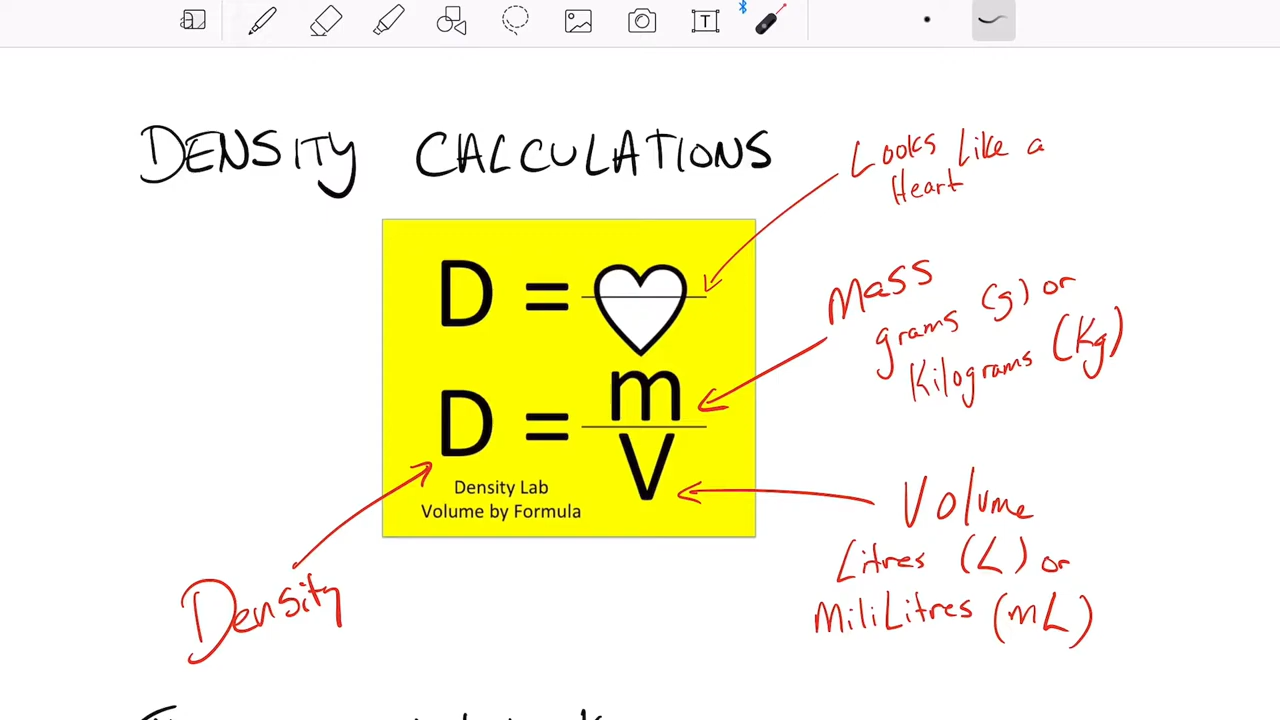 T
DENSITY CALCULATIONS
Looks Like a
Heart
D =
D = m
V
Mass
grams (g) or
Kilograms (Kg)
Density Lab
Volume by Formula
Volume
Litres (L) or
MiliLitres (mL)
Density